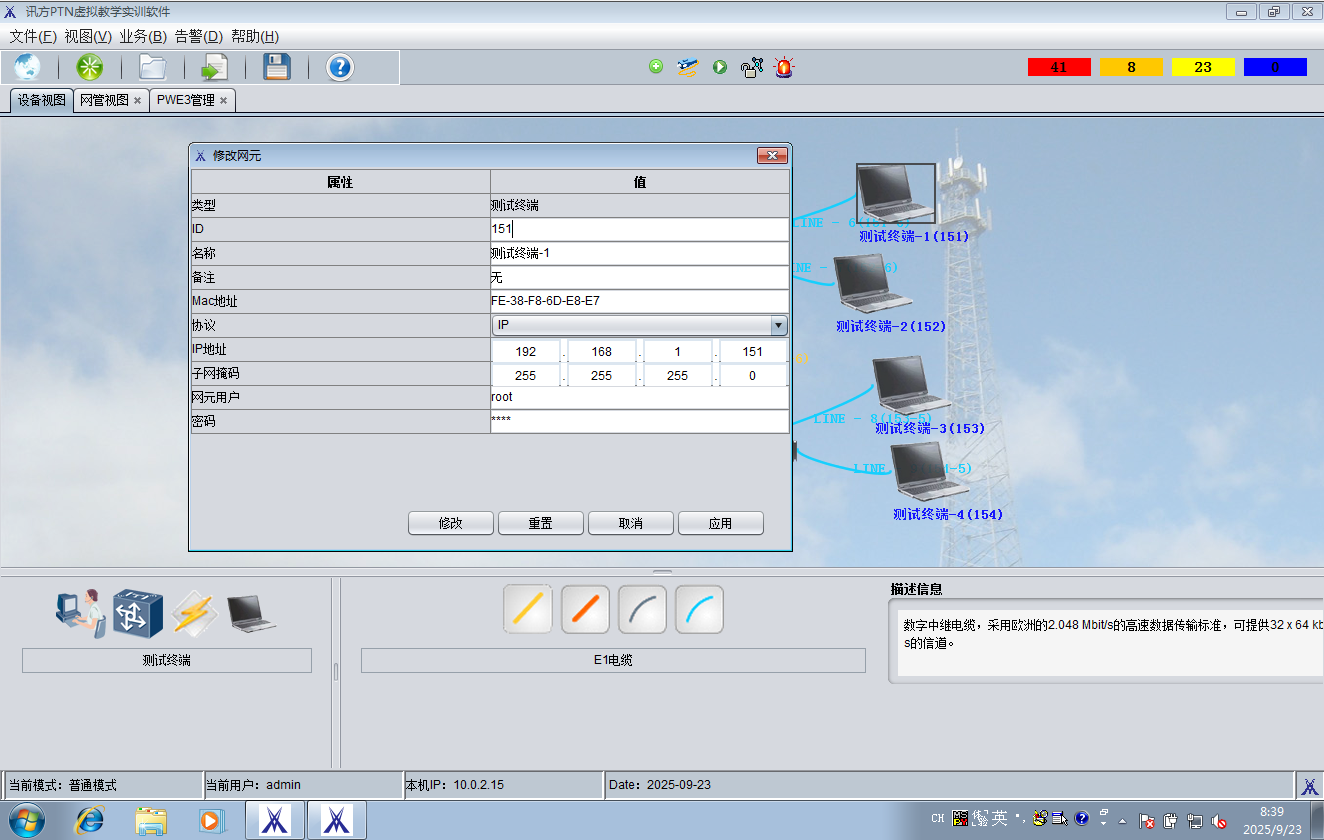 讯方PTN虚拟教学实训软件
文件(F) 视图(V) 业务(B) 告警(D) 帮助(H)
41 8 23 0
设备视图 网管视图 PWE3管理
修改网元
属性 值
类型 测试终端
ID 151
名称 测试终端-1
备注 无
Mac地址 FE-38-F8-6D-E8-E7
协议 IP
IP地址 192 . 168 . 1 . 151
子网掩码 255 . 255 . 255 . 0
网元用户 root
密码 ****
修改 重置 取消 应用
LINE - 6
测试终端-1(151)
NE - 6)
测试终端-2(152)
6)
LINE - 8(153-5)
测试终端-3(153)
LINE -5)
测试终端-4(154)
测试终端
E1电缆
描述信息
数字中继电缆，采用欧洲的2.048 Mbit/s的高速数据传输标准，可提供32 x 64 kb
s的信道。
当前模式：普通模式 当前用户：admin 本机IP：10.0.2.15 Date：2025-09-23
CH 英
8:39
2025/9/23